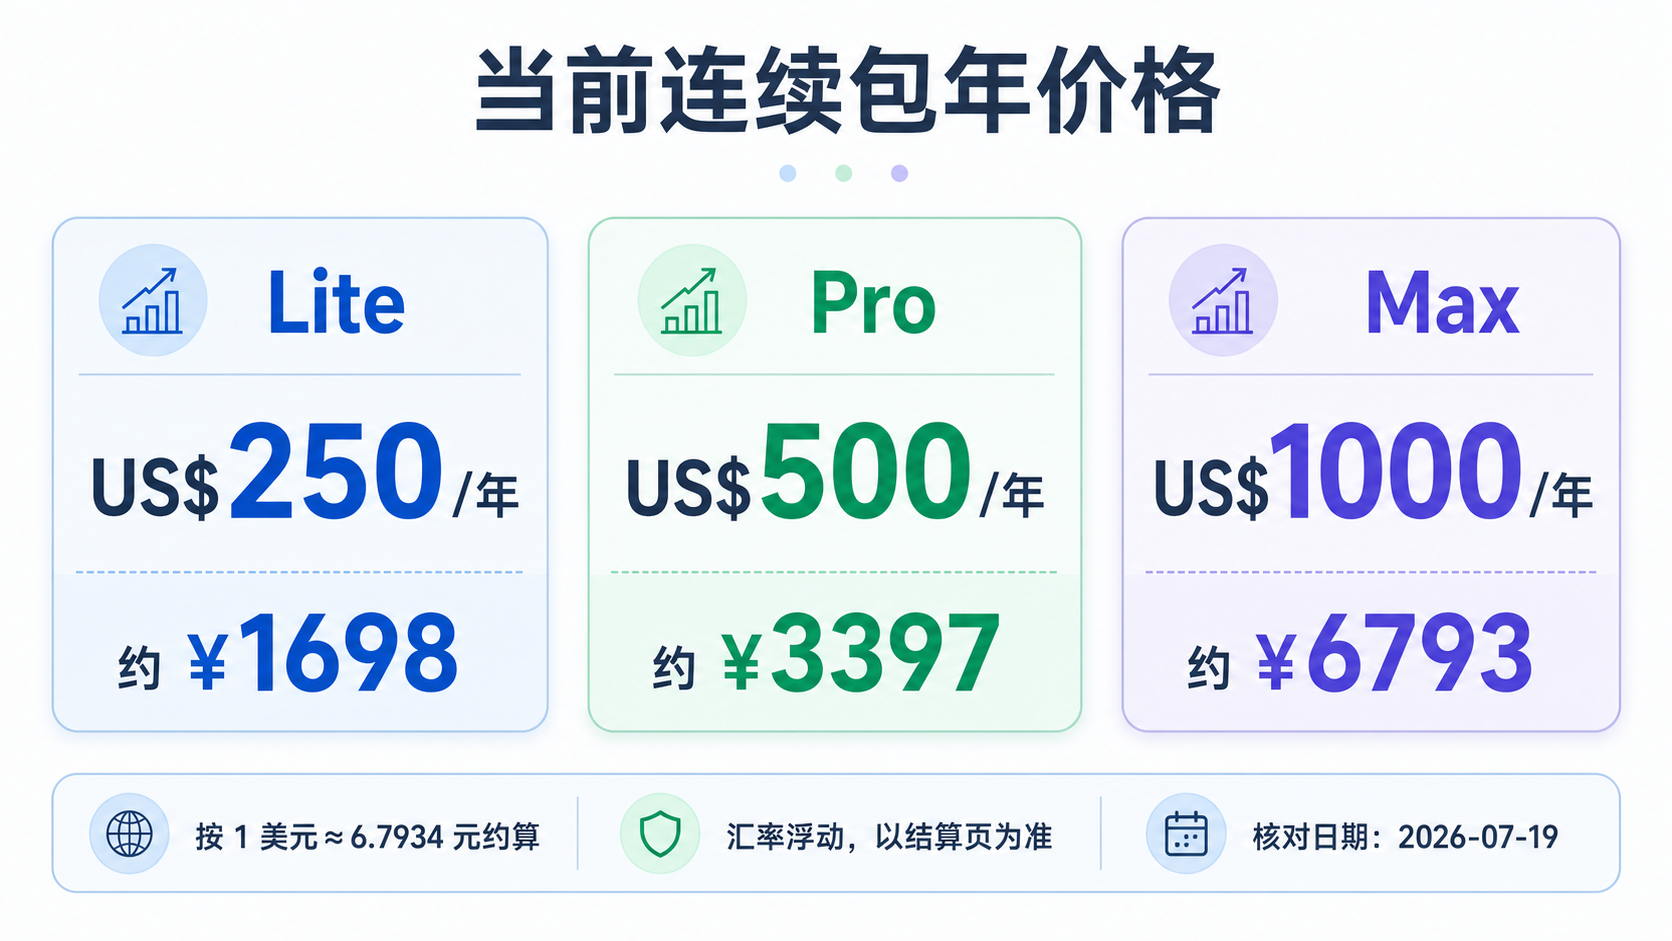 当前连续包年价格
Lite
US$250/年
约 ¥1698
Pro
US$500/年
约 ¥3397
Max
US$1000/年
约 ¥6793
按 1 美元≈6.7934 元约算
汇率浮动，以结算页为准
核对日期：2026-07-19